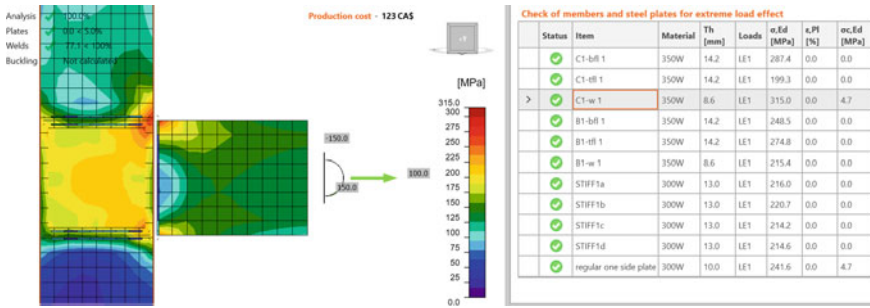 Analysis ✓ 100.0%
Plates ✓ 0.0 < 5.0%
Welds ✓ 77.1 < 100%
Buckling Not calculated
Production cost - 123 CA$
[MPa]
315.0
300
275
250
225
200
175
150
125
100
75
50
25
0.0
-150.0
350.0
100.0
Check of members and steel plates for extreme load effect
Status Item Material Th [mm] Loads σ,Ed [MPa] ε,Pl [%] σc,Ed [MPa]
C1-bfl 1 350W 14.2 LE1 287.4 0.0 0.0
C1-tfl 1 350W 14.2 LE1 199.3 0.0 0.0
> C1-w 1 350W 8.6 LE1 315.0 0.0 4.7
B1-bfl 1 350W 14.2 LE1 248.5 0.0 0.0
B1-tfl 1 350W 14.2 LE1 274.8 0.0 0.0
B1-w 1 350W 8.6 LE1 215.4 0.0 0.0
STIFF1a 300W 13.0 LE1 216.0 0.0 0.0
STIFF1b 300W 13.0 LE1 220.7 0.0 0.0
STIFF1c 300W 13.0 LE1 214.2 0.0 0.0
STIFF1d 300W 13.0 LE1 214.6 0.0 0.0
regular one side plate 300W 10.0 LE1 241.6 0.0 4.7